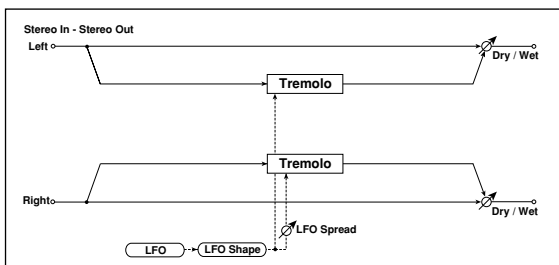 Stereo In - Stereo Out
Left
Dry / Wet
Tremolo
Tremolo
Right
Dry / Wet
LFO Spread
LFO
LFO Shape